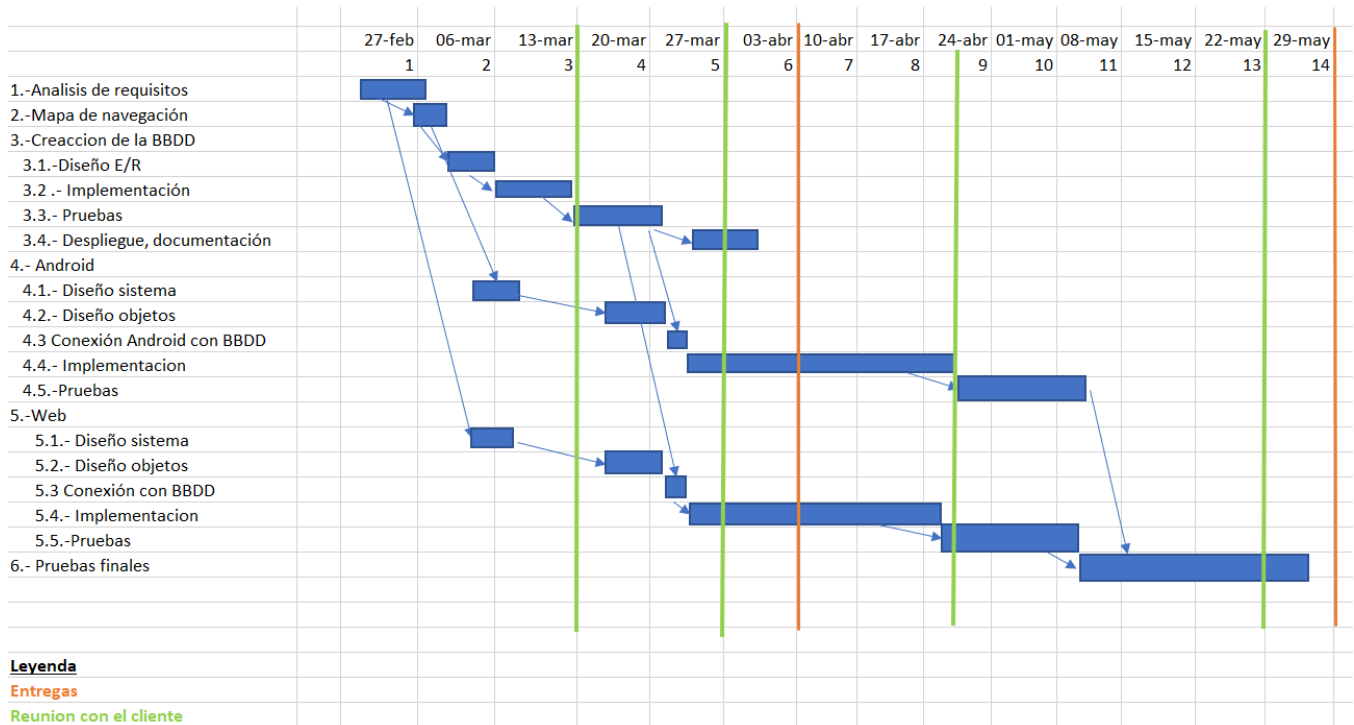 27-feb 06-mar 13-mar 20-mar 27-mar 03-abr 10-abr 17-abr 24-abr 01-may 08-may 15-may 22-may 29-may
1 2 3 4 5 6 7 8 9 10 11 12 13 14
1.-Analisis de requisitos
2.-Mapa de navegación
3.-Creaccion de la BBDD
3.1.-Diseño E/R
3.2 .- Implementación
3.3.- Pruebas
3.4.- Despliegue, documentación
4.- Android
4.1.- Diseño sistema
4.2.- Diseño objetos
4.3 Conexión Android con BBDD
4.4.- Implementacion
4.5.-Pruebas
5.-Web
5.1.- Diseño sistema
5.2.- Diseño objetos
5.3 Conexión con BBDD
5.4.- Implementacion
5.5.-Pruebas
6.- Pruebas finales
Leyenda
Entregas
Reunion con el cliente